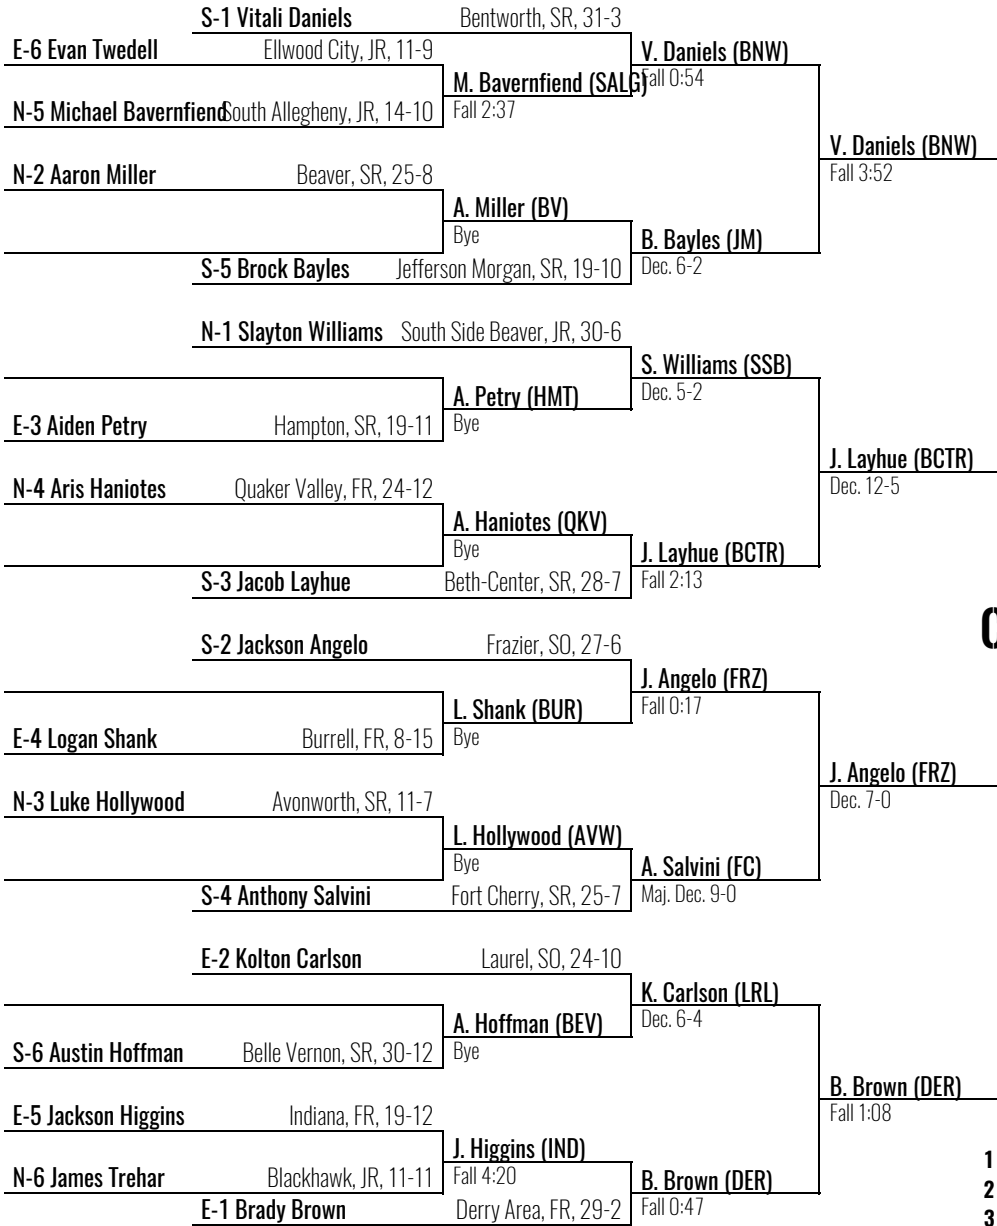 S-1 Vitali Daniels Bentworth, SR, 31-3
E-6 Evan Twedell Ellwood City, JR, 11-9
V. Daniels (BNW)
M. Bavernfiend (SALG)
Fall 0:54
N-5 Michael Bavernfiend South Allegheny, JR, 14-10
Fall 2:37
V. Daniels (BNW)
N-2 Aaron Miller Beaver, SR, 25-8
Fall 3:52
A. Miller (BV)
Bye
B. Bayles (JM)
S-5 Brock Bayles Jefferson Morgan, SR, 19-10
Dec. 6-2
N-1 Slayton Williams South Side Beaver, JR, 30-6
S. Williams (SSB)
A. Petry (HMT)
Dec. 5-2
E-3 Aiden Petry Hampton, SR, 19-11
Bye
J. Layhue (BCTR)
N-4 Aris Haniotes Quaker Valley, FR, 24-12
Dec. 12-5
A. Haniotes (QKV)
Bye
J. Layhue (BCTR)
S-3 Jacob Layhue Beth-Center, SR, 28-7
Fall 2:13
S-2 Jackson Angelo Frazier, SO, 27-6
J. Angelo (FRZ)
L. Shank (BUR)
Fall 0:17
E-4 Logan Shank Burrell, FR, 8-15
Bye
J. Angelo (FRZ)
N-3 Luke Hollywood Avonworth, SR, 11-7
Dec. 7-0
L. Hollywood (AVW)
Bye
A. Salvini (FC)
S-4 Anthony Salvini Fort Cherry, SR, 25-7
Maj. Dec. 9-0
E-2 Kolton Carlson Laurel, SO, 24-10
K. Carlson (LRL)
A. Hoffman (BEV)
Dec. 6-4
S-6 Austin Hoffman Belle Vernon, SR, 30-12
Bye
B. Brown (DER)
E-5 Jackson Higgins Indiana, FR, 19-12
Fall 1:08
J. Higgins (IND)
N-6 James Trehar Blackhawk, JR, 11-11
Fall 4:20
B. Brown (DER)
E-1 Brady Brown Derry Area, FR, 29-2
Fall 0:47
1
2
3